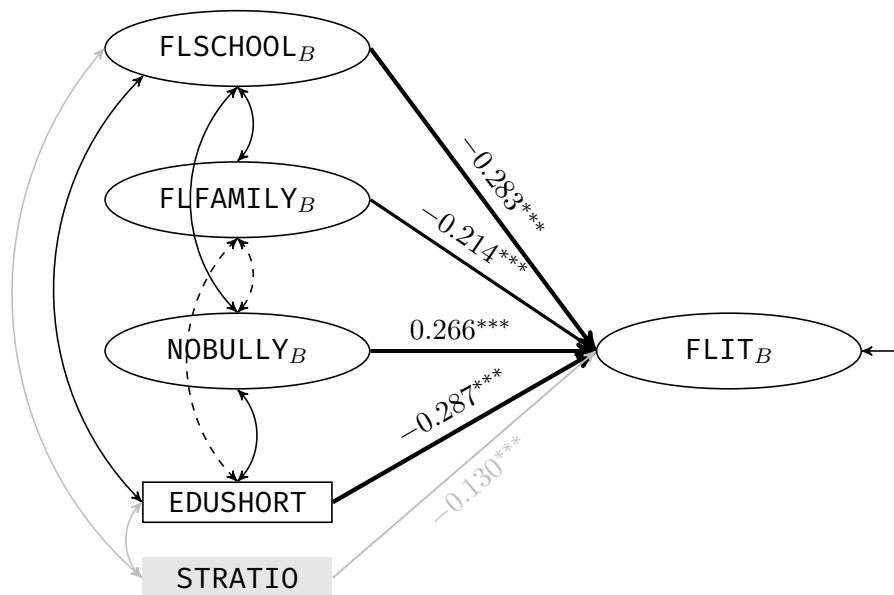 FLSCHOOL_B
−0.283***
FLFAMILY_B
−0.214***
NOBULLY_B
0.266***
FLIT_B
−0.287***
EDUSHORT
−0.130***
STRATIO